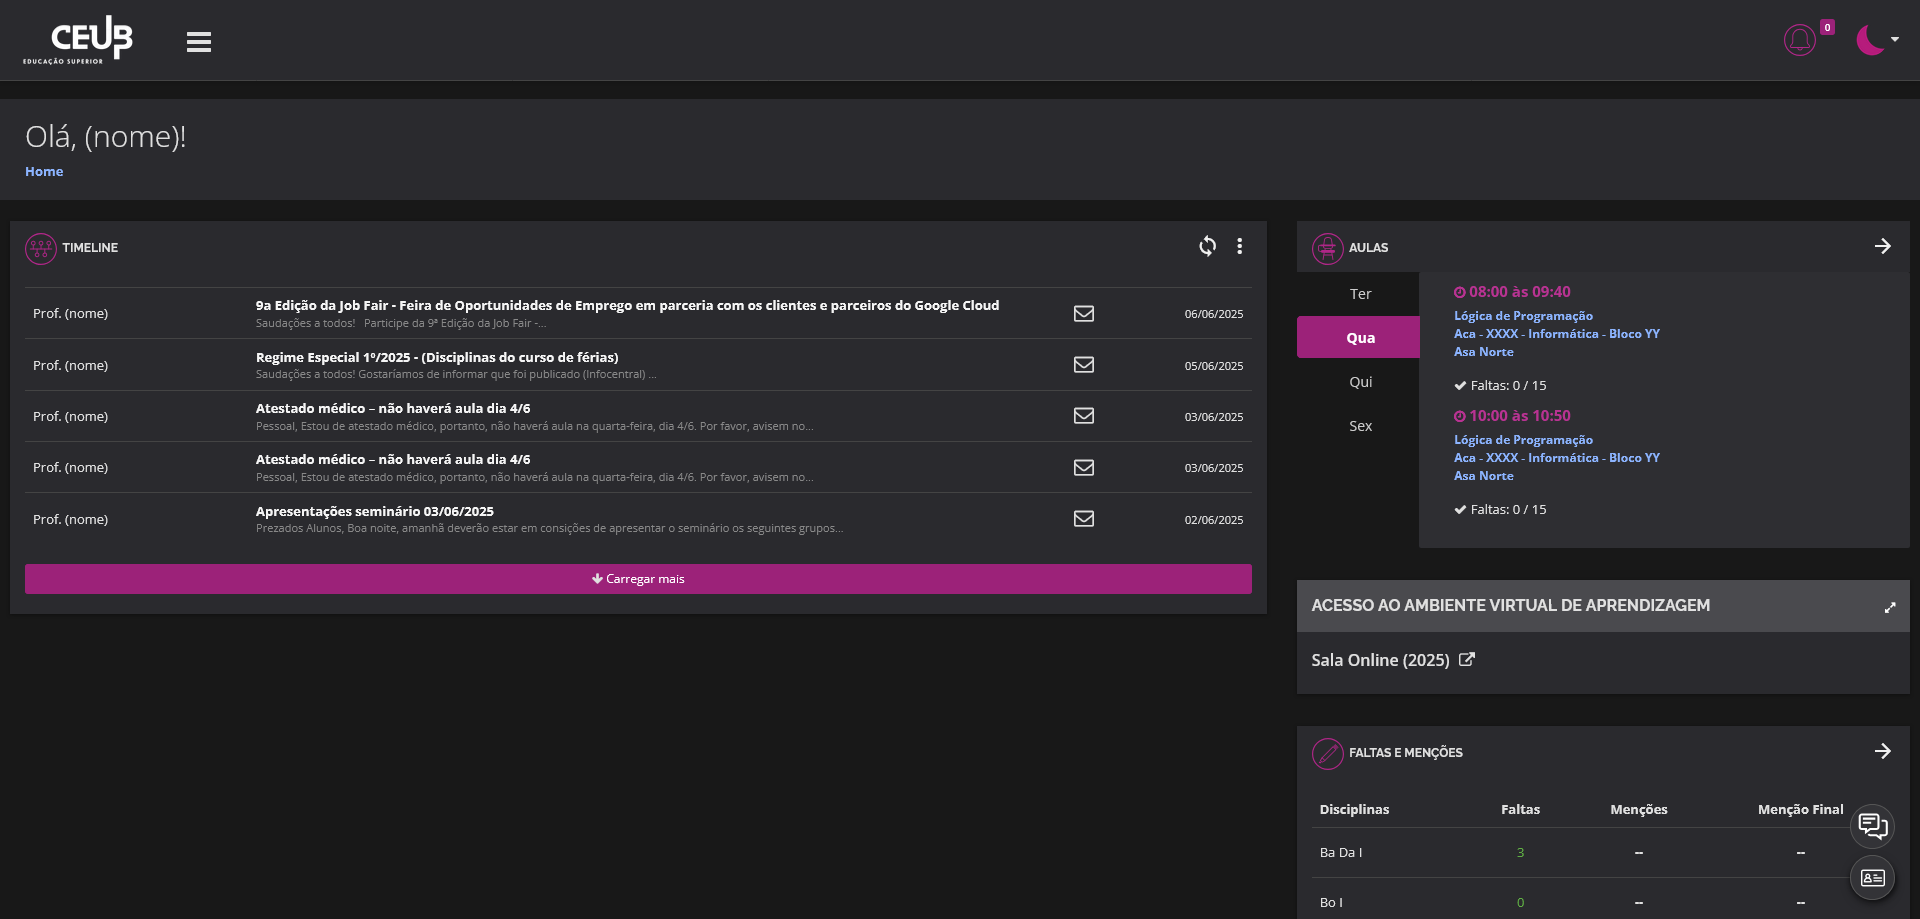 CEUB
EDUCAÇÃO SUPERIOR
0
Olá, (nome)!
Home
TIMELINE
Prof. (nome)
9a Edição da Job Fair - Feira de Oportunidades de Emprego em parceria com os clientes e parceiros do Google Cloud
Saudações a todos!   Participe da 9ª Edição da Job Fair -...
06/06/2025
Prof. (nome)
Regime Especial 1º/2025 - (Disciplinas do curso de férias)
Saudações a todos! Gostaríamos de informar que foi publicado (Infocentral) ...
05/06/2025
Prof. (nome)
Atestado médico – não haverá aula dia 4/6
Pessoal, Estou de atestado médico, portanto, não haverá aula na quarta-feira, dia 4/6. Por favor, avisem no...
03/06/2025
Prof. (nome)
Atestado médico – não haverá aula dia 4/6
Pessoal, Estou de atestado médico, portanto, não haverá aula na quarta-feira, dia 4/6. Por favor, avisem no...
03/06/2025
Prof. (nome)
Apresentações seminário 03/06/2025
Prezados Alunos, Boa noite, amanhã deverão estar em consições de apresentar o seminário os seguintes grupos...
02/06/2025
Carregar mais
AULAS
Ter
Qua
Qui
Sex
08:00 às 09:40
Lógica de Programação
Aca - XXXX - Informática - Bloco YY
Asa Norte
Faltas: 0 / 15
10:00 às 10:50
Lógica de Programação
Aca - XXXX - Informática - Bloco YY
Asa Norte
Faltas: 0 / 15
ACESSO AO AMBIENTE VIRTUAL DE APRENDIZAGEM
Sala Online (2025)
FALTAS E MENÇÕES
Disciplinas Faltas Menções Menção Final
Ba Da I 3 -- --
Bo I 0 -- --